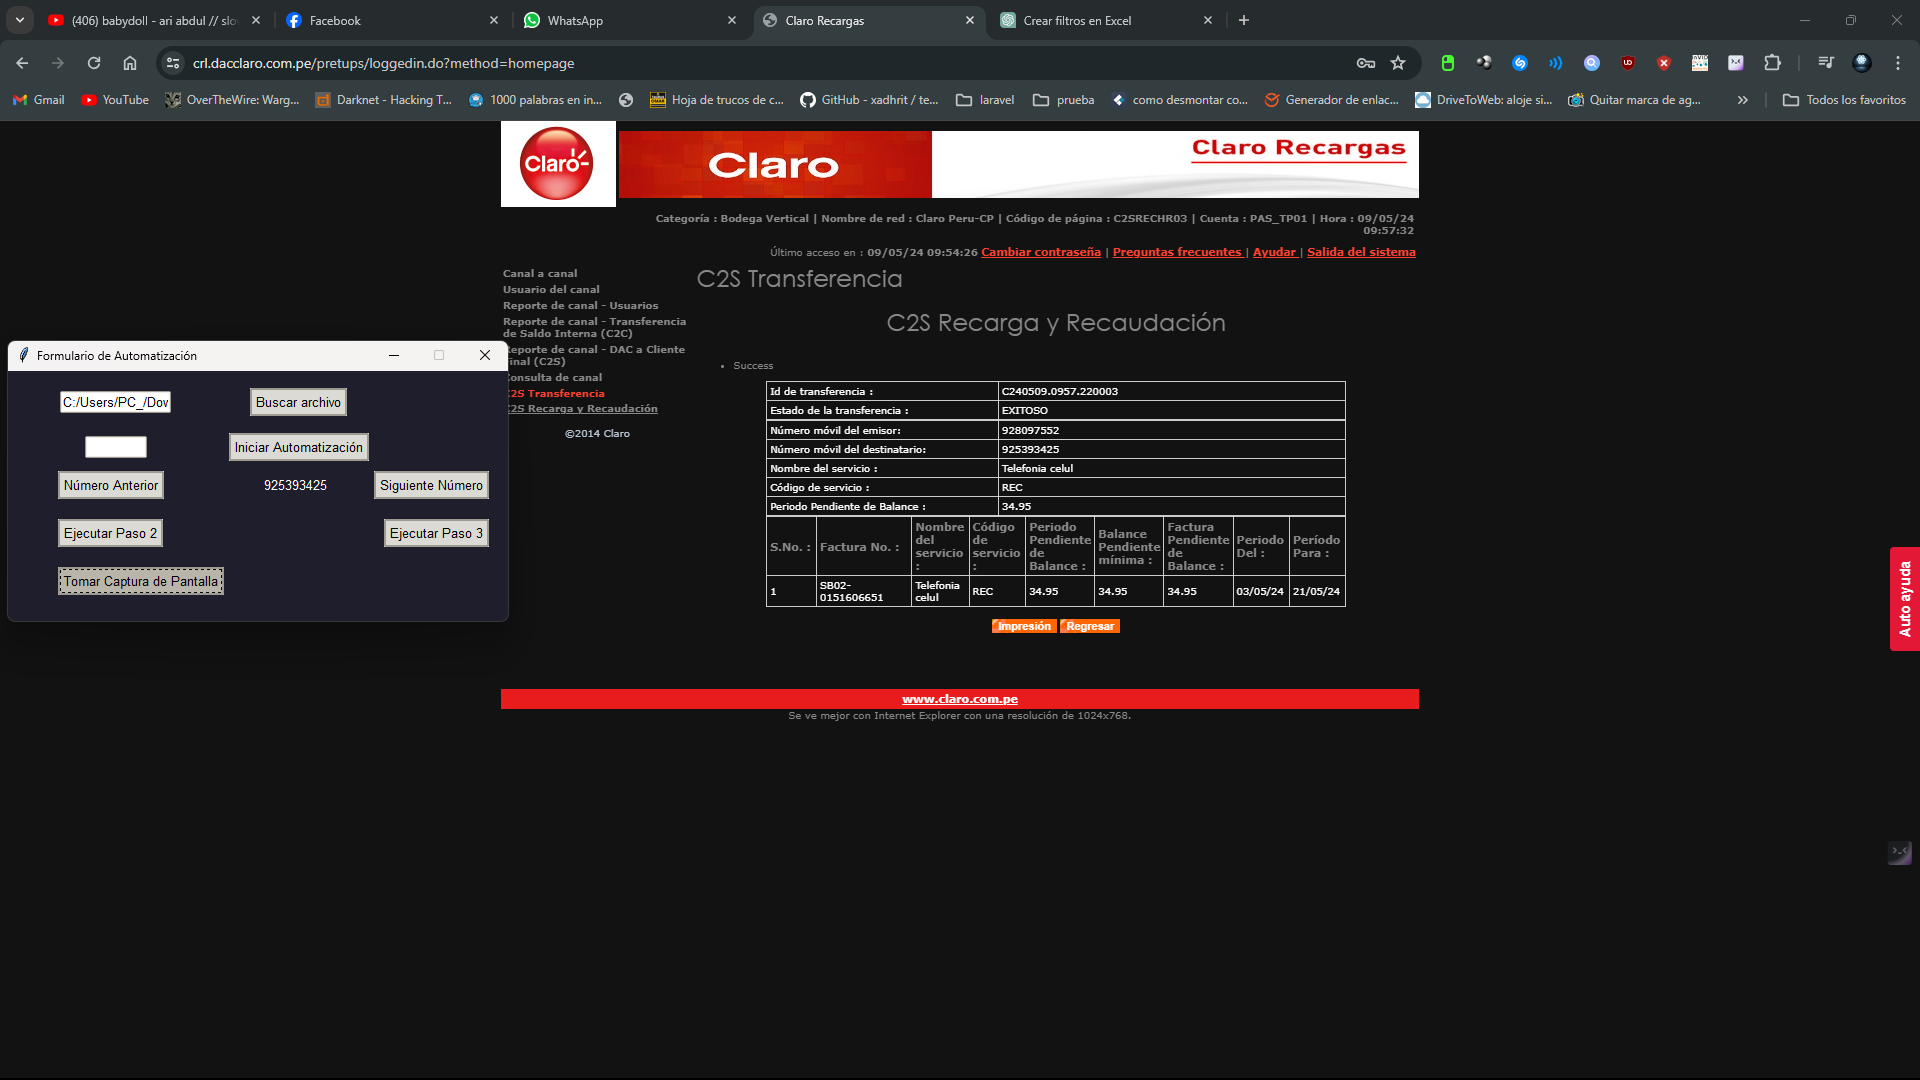 (406) babydoll - ari abdul // slo
Facebook
WhatsApp
Claro Recargas
Crear filtros en Excel
crl.dacclaro.com.pe/pretups/loggedin.do?method=homepage
Gmail
YouTube
OverTheWire: Warg...
Darknet - Hacking T...
1000 palabras en in...
Hoja de trucos de c...
GitHub - xadhrit / te...
laravel
prueba
como desmontar co...
Generador de enlac...
DriveToWeb: aloje si...
Quitar marca de ag...
Todos los favoritos
Claro
Claro
Claro Recargas
Categoría : Bodega Vertical | Nombre de red : Claro Peru-CP | Código de página : C2SRECHR03 | Cuenta : PAS_TP01 | Hora : 09/05/24
09:57:32
Último acceso en : 09/05/24 09:54:26 Cambiar contraseña | Preguntas frecuentes | Ayudar | Salida del sistema
Canal a canal
Usuario del canal
Reporte de canal - Usuarios
Reporte de canal - Transferencia
de Saldo Interna (C2C)
Reporte de canal - DAC a Cliente
Final (C2S)
Consulta de canal
C2S Transferencia
C2S Recarga y Recaudación
©2014 Claro
C2S Transferencia
C2S Recarga y Recaudación
Success
Id de transferencia : C240509.0957.220003
Estado de la transferencia : EXITOSO
Número móvil del emisor: 928097552
Número móvil del destinatario: 925393425
Nombre del servicio : Telefonia celul
Código de servicio : REC
Periodo Pendiente de Balance : 34.95
S.No. :
Factura No. :
Nombre
del
servicio
:
Código
de
servicio
:
Periodo
Pendiente
de
Balance :
Balance
Pendiente
mínima :
Factura
Pendiente
de
Balance :
Periodo
Del :
Período
Para :
1
SB02-
0151606651
Telefonia
celul
REC
34.95
34.95
34.95
03/05/24
21/05/24
Impresión
Regresar
www.claro.com.pe
Se ve mejor con Internet Explorer con una resolución de 1024x768.
Auto ayuda
Formulario de Automatización
C:/Users/PC_/Dow
Buscar archivo
Iniciar Automatización
Número Anterior
925393425
Siguiente Número
Ejecutar Paso 2
Ejecutar Paso 3
Tomar Captura de Pantalla